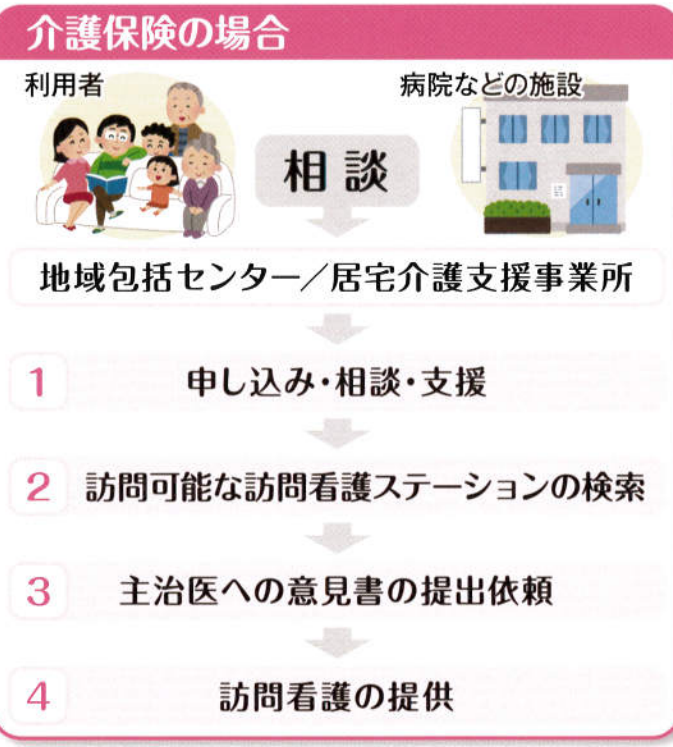 介護保険の場合
利用者
病院などの施設
相談
地域包括センター／居宅介護支援事業所
1 申し込み・相談・支援
2 訪問可能な訪問看護ステーションの検索
3 主治医への意見書の提出依頼
4 訪問看護の提供